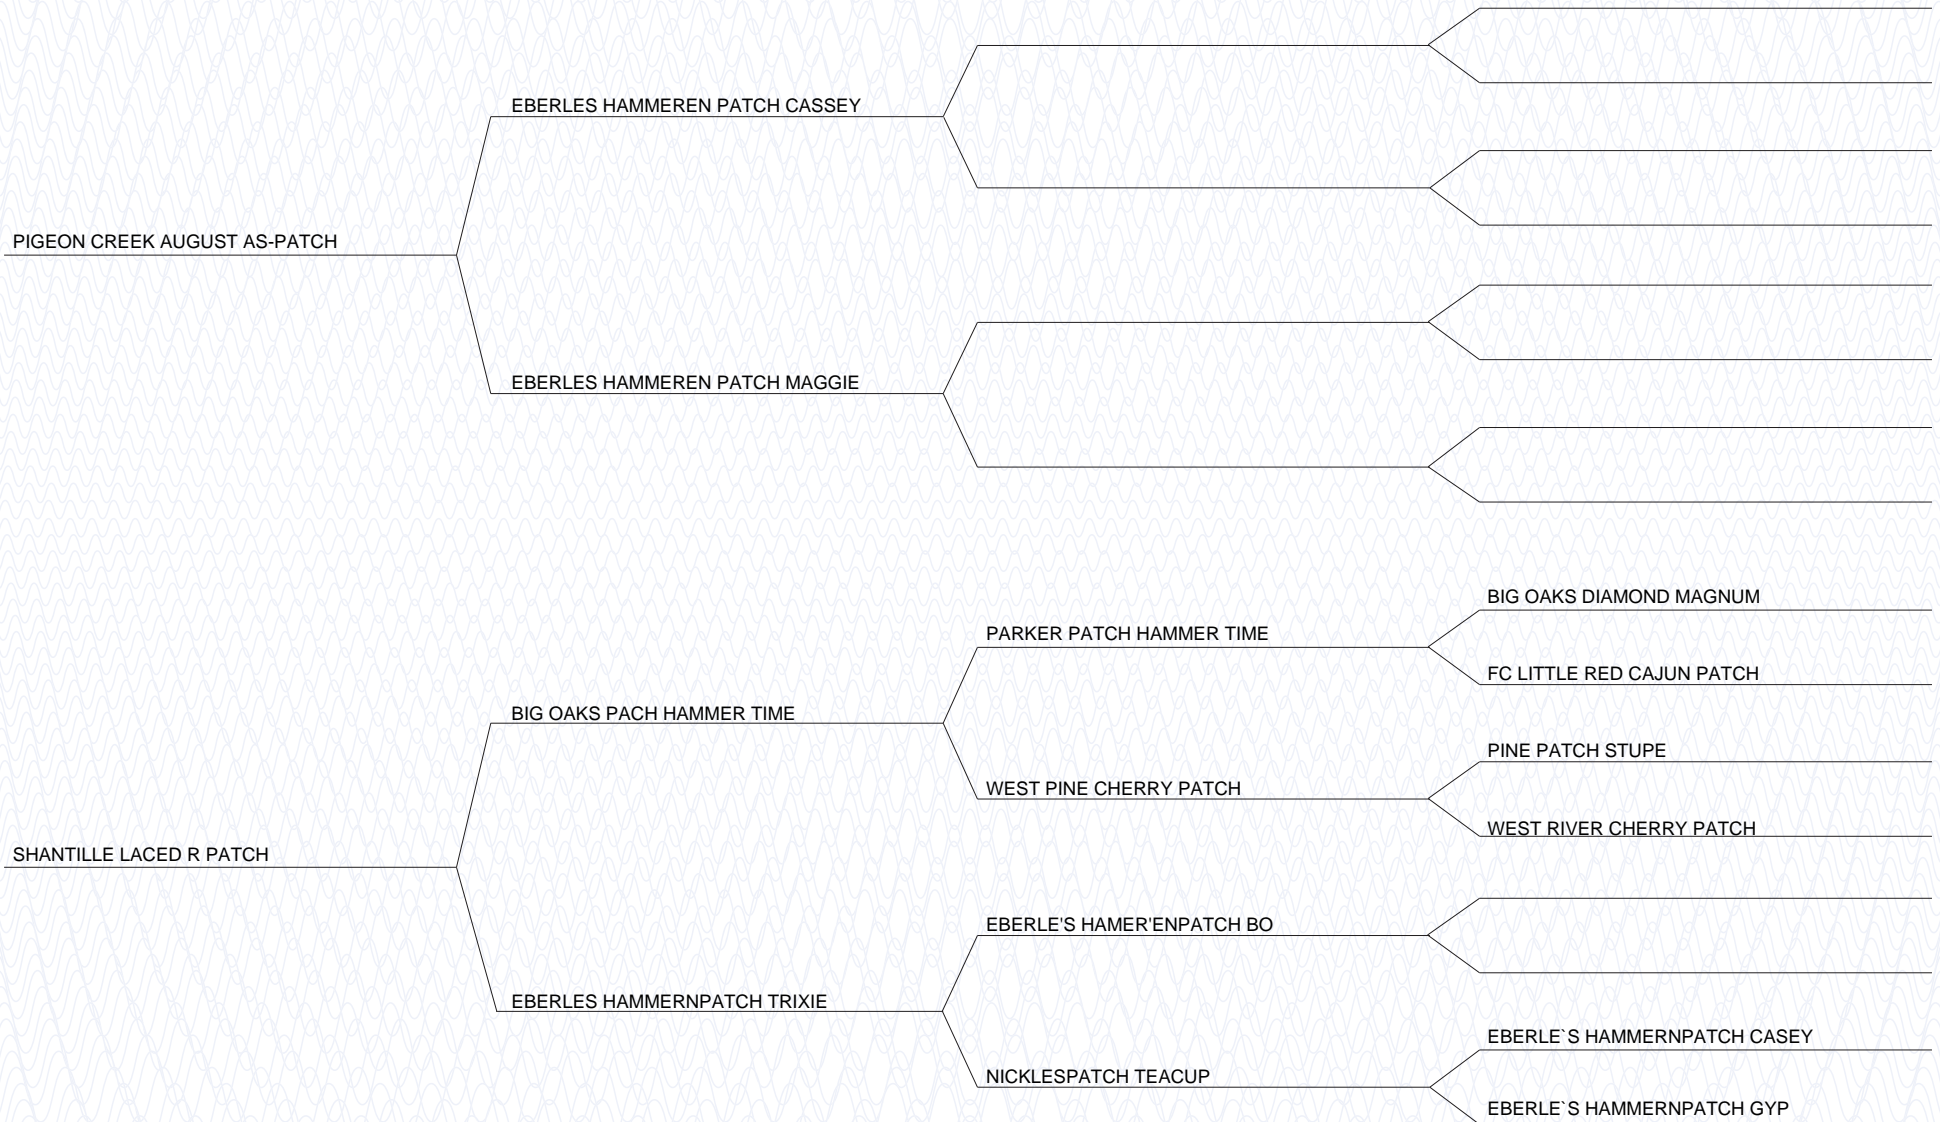 EBERLES HAMMEREN PATCH CASSEY
PIGEON CREEK AUGUST AS-PATCH
EBERLES HAMMEREN PATCH MAGGIE
BIG OAKS DIAMOND MAGNUM
PARKER PATCH HAMMER TIME
FC LITTLE RED CAJUN PATCH
BIG OAKS PACH HAMMER TIME
PINE PATCH STUPE
WEST PINE CHERRY PATCH
WEST RIVER CHERRY PATCH
SHANTILLE LACED R PATCH
EBERLE'S HAMER'ENPATCH BO
EBERLES HAMMERNPATCH TRIXIE
EBERLE`S HAMMERNPATCH CASEY
NICKLESPATCH TEACUP
EBERLE`S HAMMERNPATCH GYP